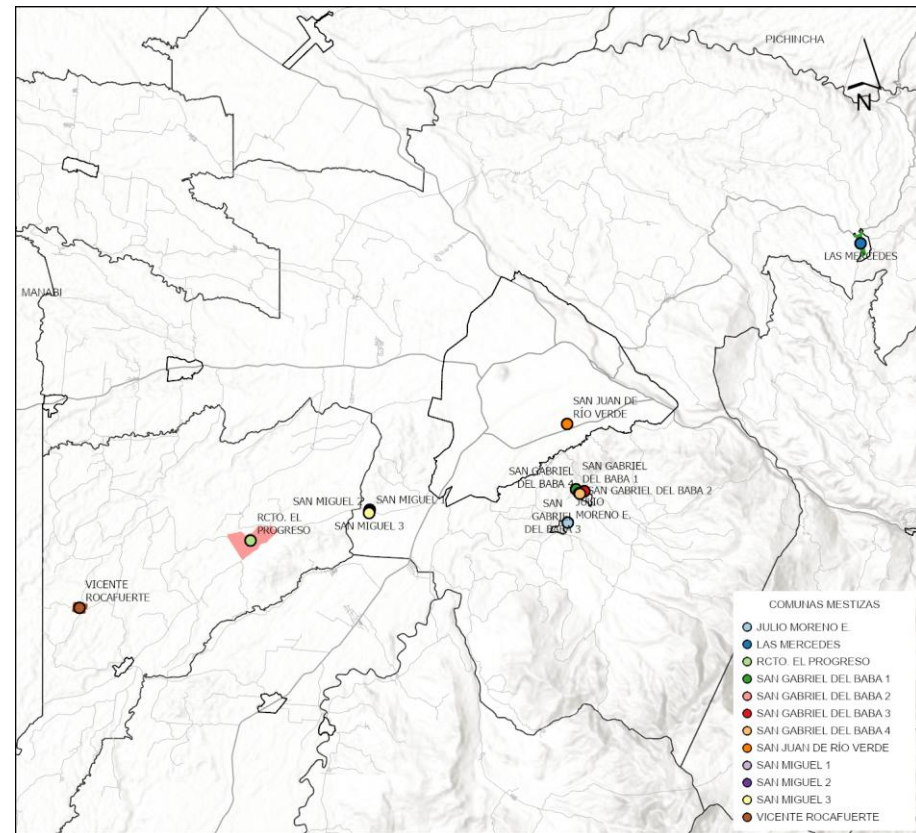 PICHINCHA
N
LAS MERCEDES
MANABI
SAN JUAN DE
RÍO VERDE
SAN GABRIEL
DEL BABA 4
SAN GABRIEL
DEL BABA 1
SAN GABRIEL DEL BABA 2
SAN
GABRIEL
DEL BABA 3
JULIO
MORENO E.
SAN MIGUEL 2
SAN MIGUEL 1
SAN MIGUEL 3
RCTO. EL
PROGRESO
VICENTE
ROCAFUERTE
COMUNAS MESTIZAS
JULIO MORENO E.
LAS MERCEDES
RCTO. EL PROGRESO
SAN GABRIEL DEL BABA 1
SAN GABRIEL DEL BABA 2
SAN GABRIEL DEL BABA 3
SAN GABRIEL DEL BABA 4
SAN JUAN DE RÍO VERDE
SAN MIGUEL 1
SAN MIGUEL 2
SAN MIGUEL 3
VICENTE ROCAFUERTE